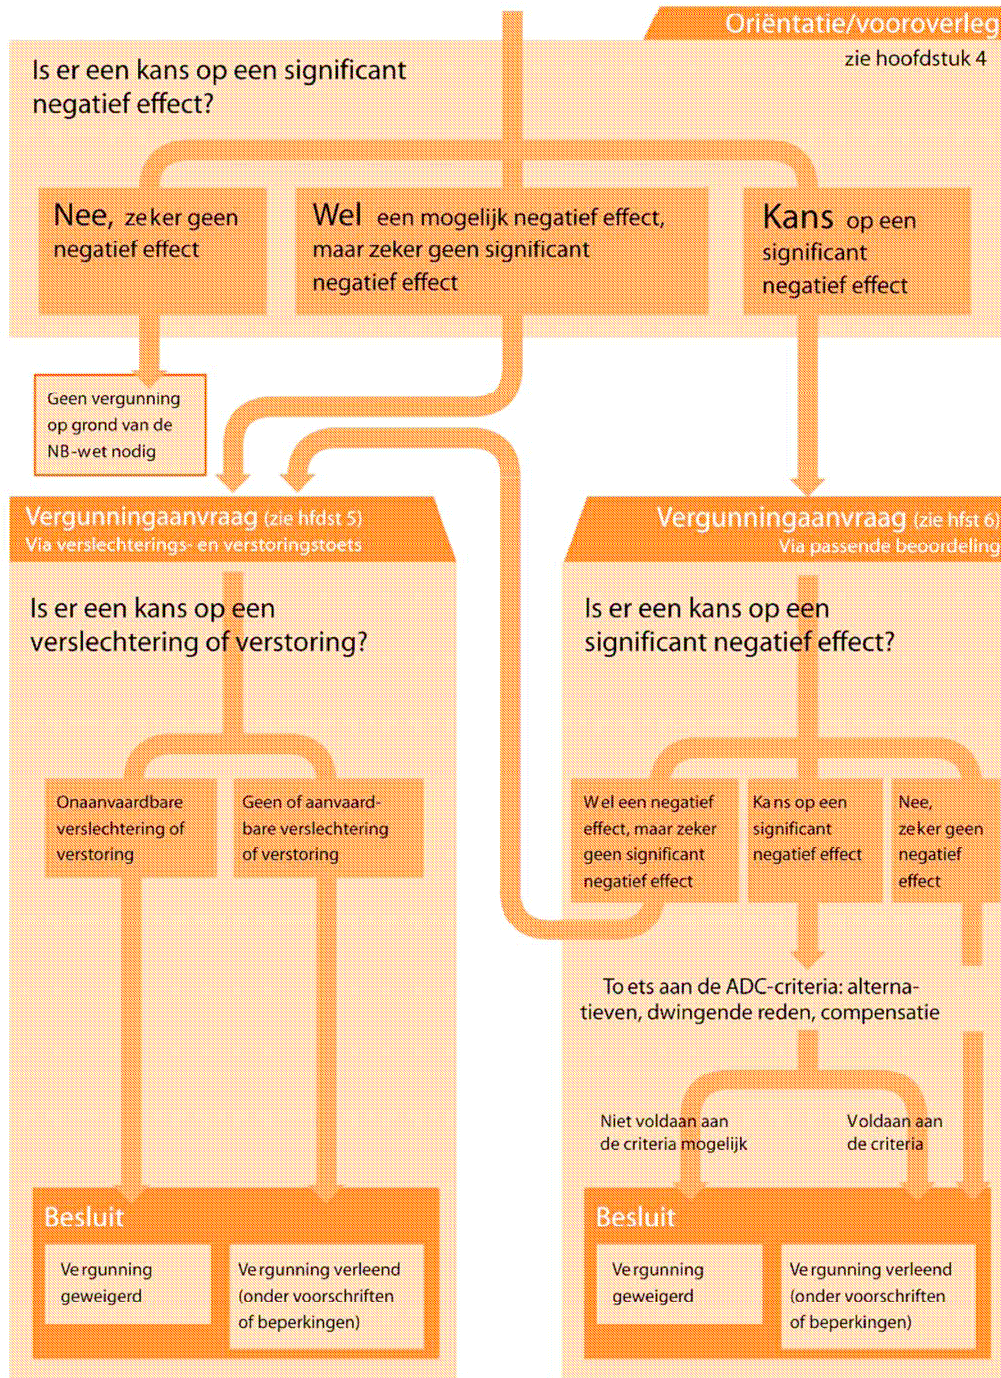 Oriëntatie/vooroverleg
zie hoofdstuk 4
Is er een kans op een significant
negatief effect?
Nee, zeker geen
negatief effect
Wel een mogelijk negatief effect,
maar zeker geen significant
negatief effect
Kans op een
significant
negatief effect
Geen vergunning
op grond van de
NB-wet nodig
Vergunningaanvraag (zie hfdst 5)
Via verslechterings- en verstoringstoets
Is er een kans op een
verslechtering of verstoring?
Onaanvaardbare
verslechtering of
verstoring
Geen of aanvaard-
bare verslechtering
of verstoring
Besluit
Vergunning
geweigerd
Vergunning verleend
(onder voorschriften
of beperkingen)
Vergunningaanvraag (zie hfst 6)
Via passende beoordeling
Is er een kans op een
significant negatief effect?
Wel een negatief
effect, maar zeker
geen significant
negatief effect
Kans op een
significant
negatief effect
Nee,
zeker geen
negatief
effect
Toets aan de ADC-criteria: alterna-
tieven, dwingende reden, compensatie
Niet voldaan aan
de criteria mogelijk
Voldaan aan
de criteria
Besluit
Vergunning
geweigerd
Vergunning verleend
(onder voorschriften
of beperkingen)